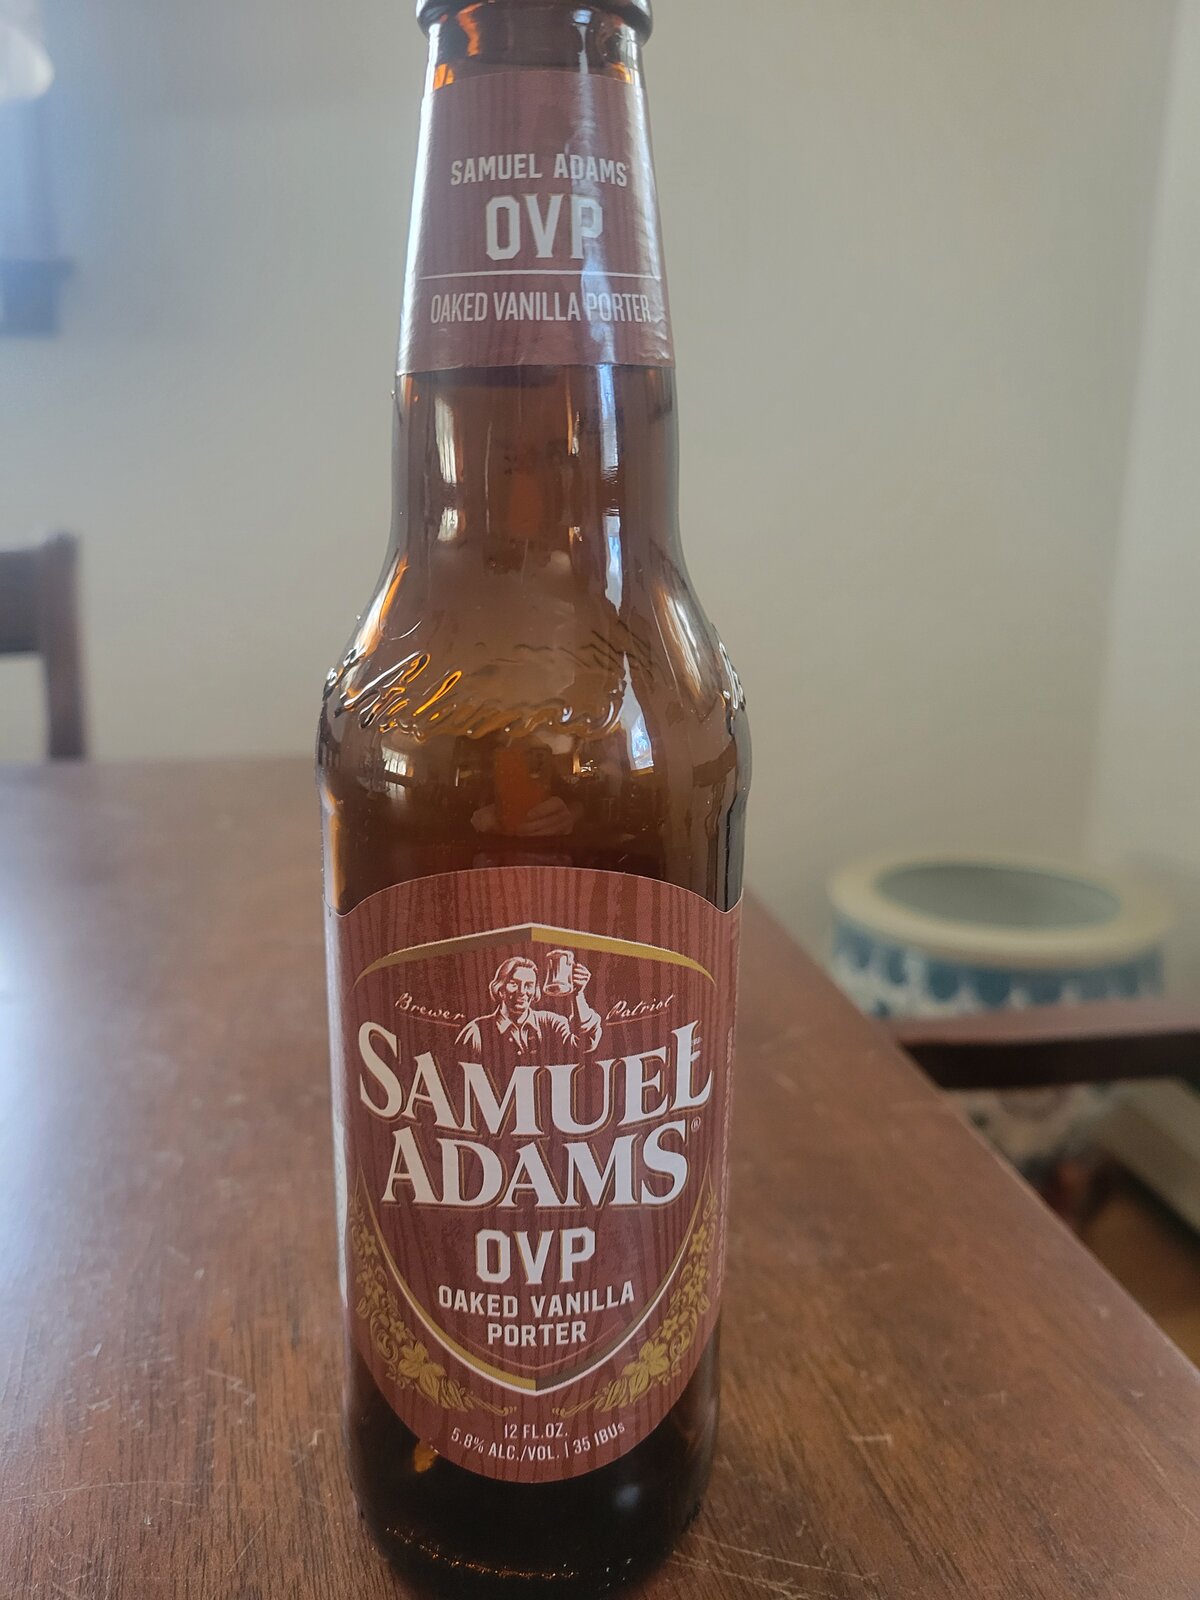 SAMUEL ADAMS
OVP
OAKED VANILLA PORTER
Adams
Brewer Patriot
SAMUEL
ADAMS®
OVP
OAKED VANILLA
PORTER
12 FL.OZ.
5.8% ALC./VOL. | 35 IBUs